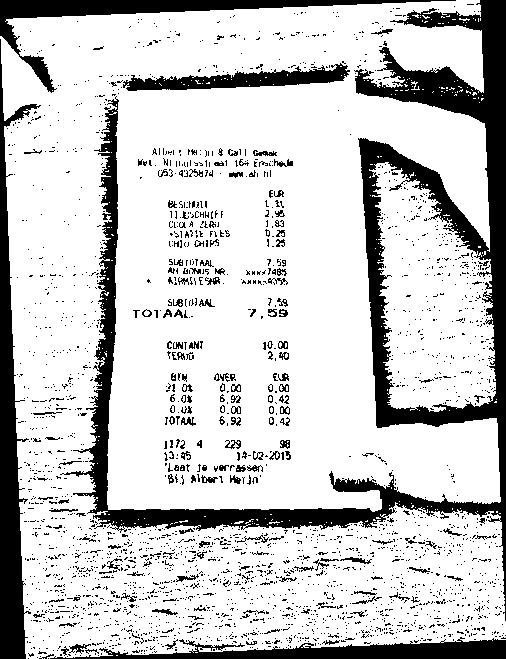 Albert Heijn & Gall Gemak
Wet. Nijhuisstraat 164 Enschede
053-4325874 - www.ah.nl
EUR
BESCHUIT 1,31
TIJDSCHRIFT 2,95
COCA ZERO 1,83
+STATIE FLES 0,25
CHIO CHIPS 1,25
SUBTOTAAL 7,59
AH BONUS NR. xxxx7485
* AIRMILESNR. xxxx
SUBTOTAAL 7,59
TOTAAL 7,59
CONTANT 10,00
TERUG 2,40
BTW OVER EUR
21.0% 0,00 0,00
6.0% 6,92 0,42
0.0% 0,00 0,00
TOTAAL 6,92 0,42
1172 4 229 98
13:45 14-02-2015
'Laat je verrassen'
'Bij Albert Heijn'